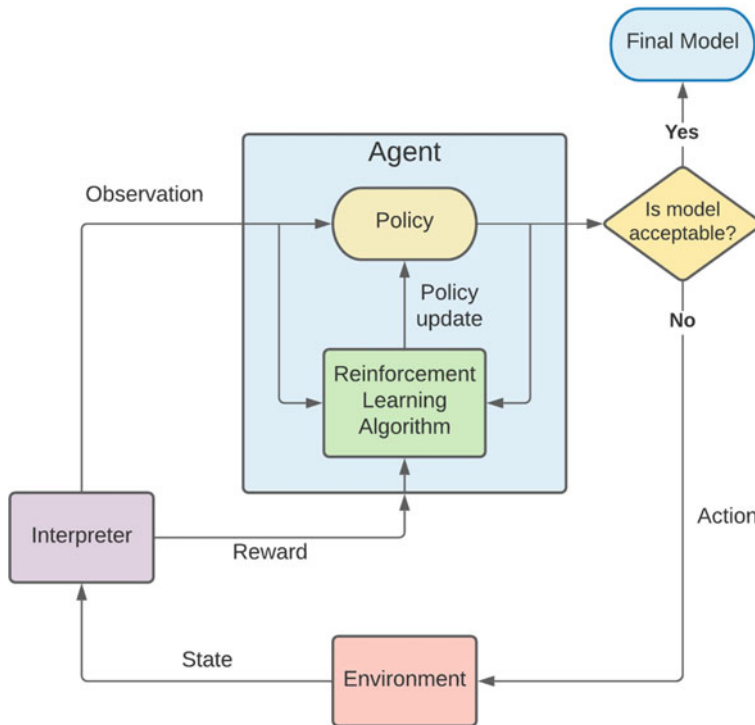 Final Model
Yes
Agent
Observation
Policy
Is model
acceptable?
Policy
update
No
Reinforcement
Learning
Algorithm
Interpreter
Reward
Action
State
Environment